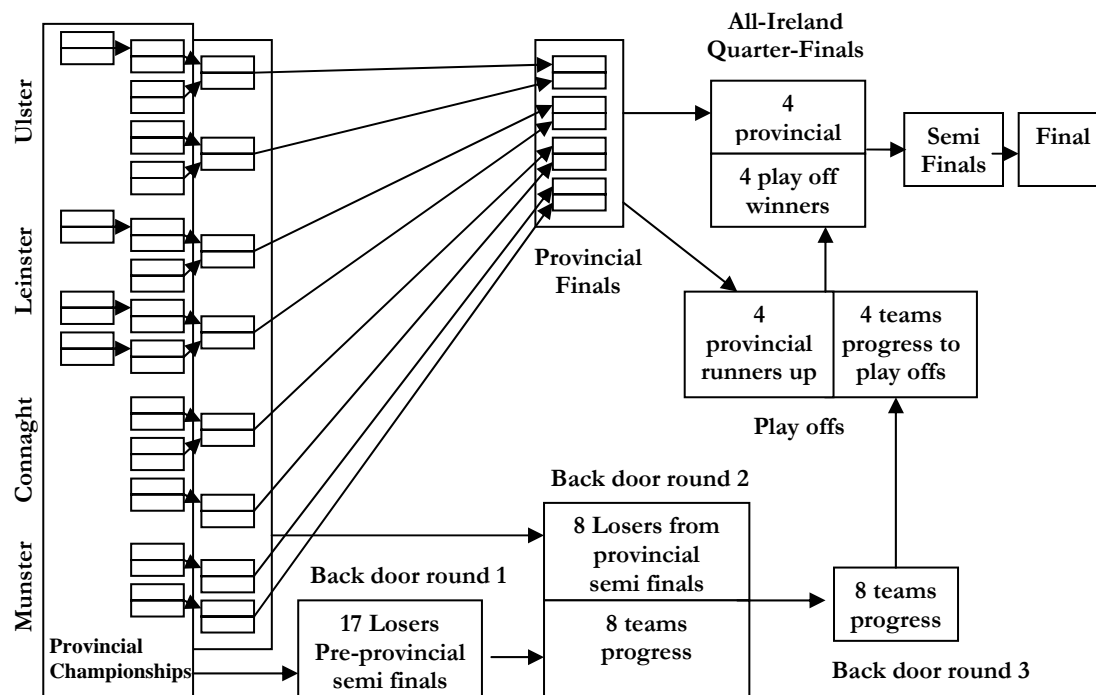 All-Ireland
Quarter-Finals
4
provincial
4 play off
winners
Semi
Finals
Final
Ulster
Leinster
Connaght
Munster
Provincial
Finals
4
provincial
runners up
4 teams
progress to
play offs
Play offs
Back door round 2
8 Losers from
provincial
semi finals
8 teams
progress
Back door round 1
17 Losers
Pre-provincial
semi finals
8 teams
progress
Back door round 3
Provincial
Championships